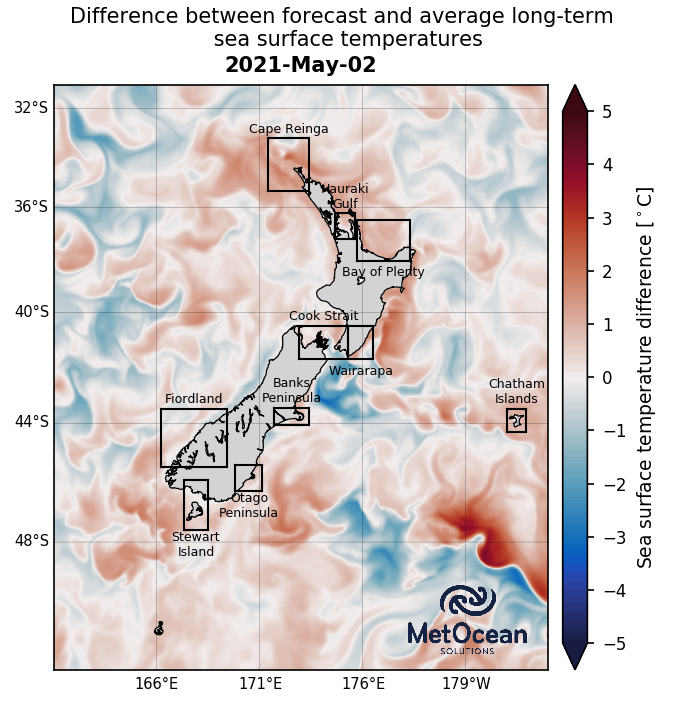 Difference between forecast and average long-term
sea surface temperatures
2021-May-02
32°S
36°S
40°S
44°S
48°S
166°E
171°E
176°E
179°W
Cape Reinga
Hauraki
Gulf
Bay of Plenty
Cook Strait
Wairarapa
Banks
Peninsula
Fiordland
Chatham
Islands
Otago
Peninsula
Stewart
Island
MetOcean
SOLUTIONS
5
4
3
2
1
0
−1
−2
−3
−4
−5
Sea surface temperature difference [°C]